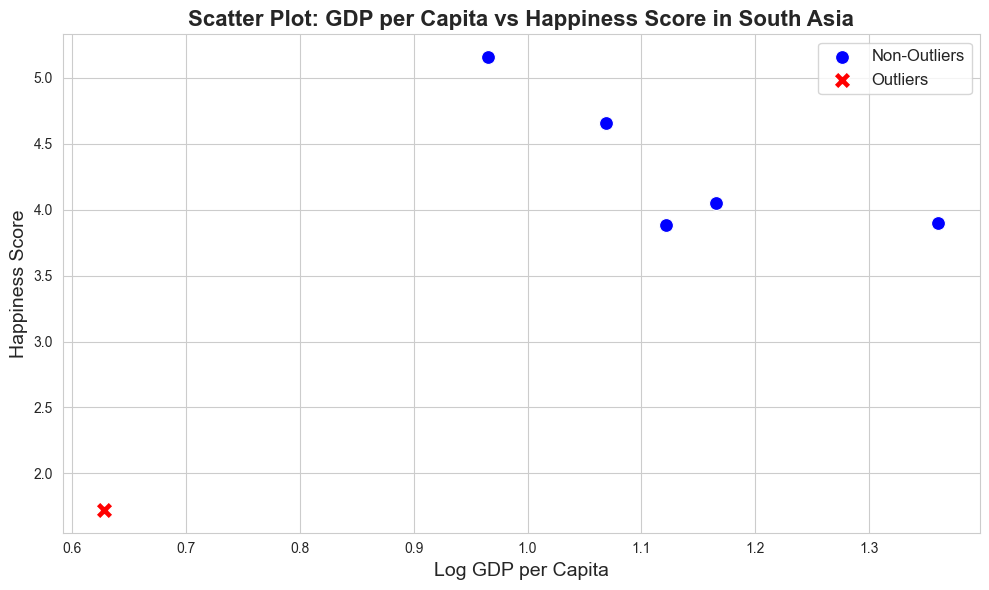 Scatter Plot: GDP per Capita vs Happiness Score in South Asia
Non-Outliers
Outliers
Happiness Score
5.0
4.5
4.0
3.5
3.0
2.5
2.0
0.6 0.7 0.8 0.9 1.0 1.1 1.2 1.3
Log GDP per Capita